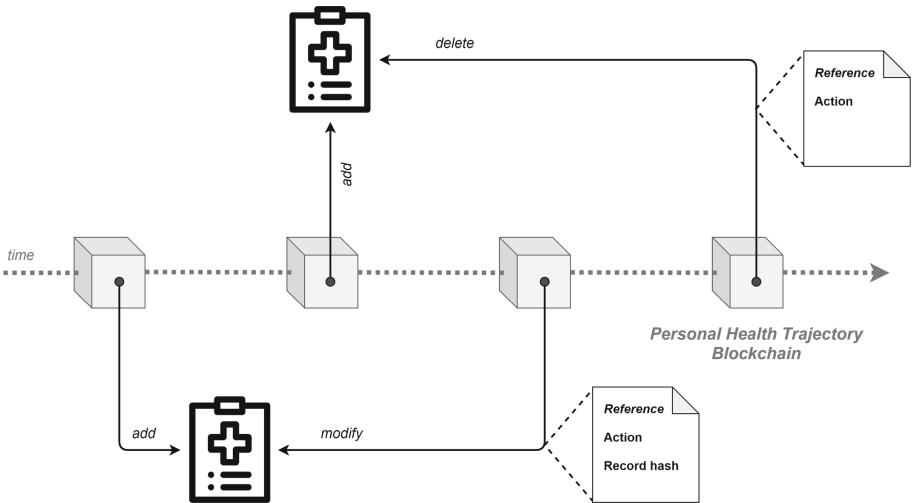 delete
Reference
Action
add
time
Personal Health Trajectory
Blockchain
add
modify
Reference
Action
Record hash